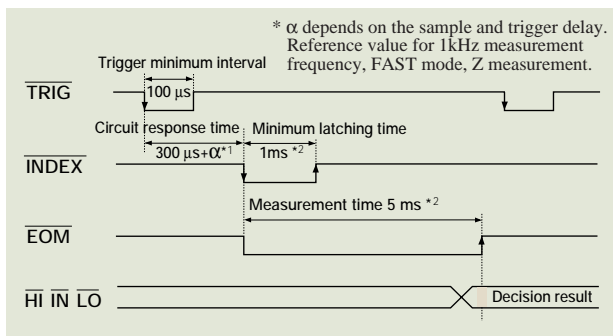 * α depends on the sample and trigger delay.
Reference value for 1kHz measurement
frequency, FAST mode, Z measurement.
Trigger minimum interval
TRIG
100 μs
Circuit response time
Minimum latching time
300 μs+α*1
1ms *2
INDEX
Measurement time 5 ms *2
EOM
HI IN LO
Decision result